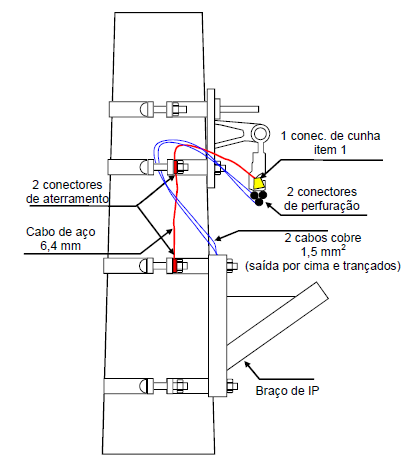 1 conec. de cunha
item 1
2 conectores
de aterramento
2 conectores
de perfuração
Cabo de aço
6,4 mm
2 cabos cobre
1,5 mm²
(saída por cima e trançados)
Braço de IP